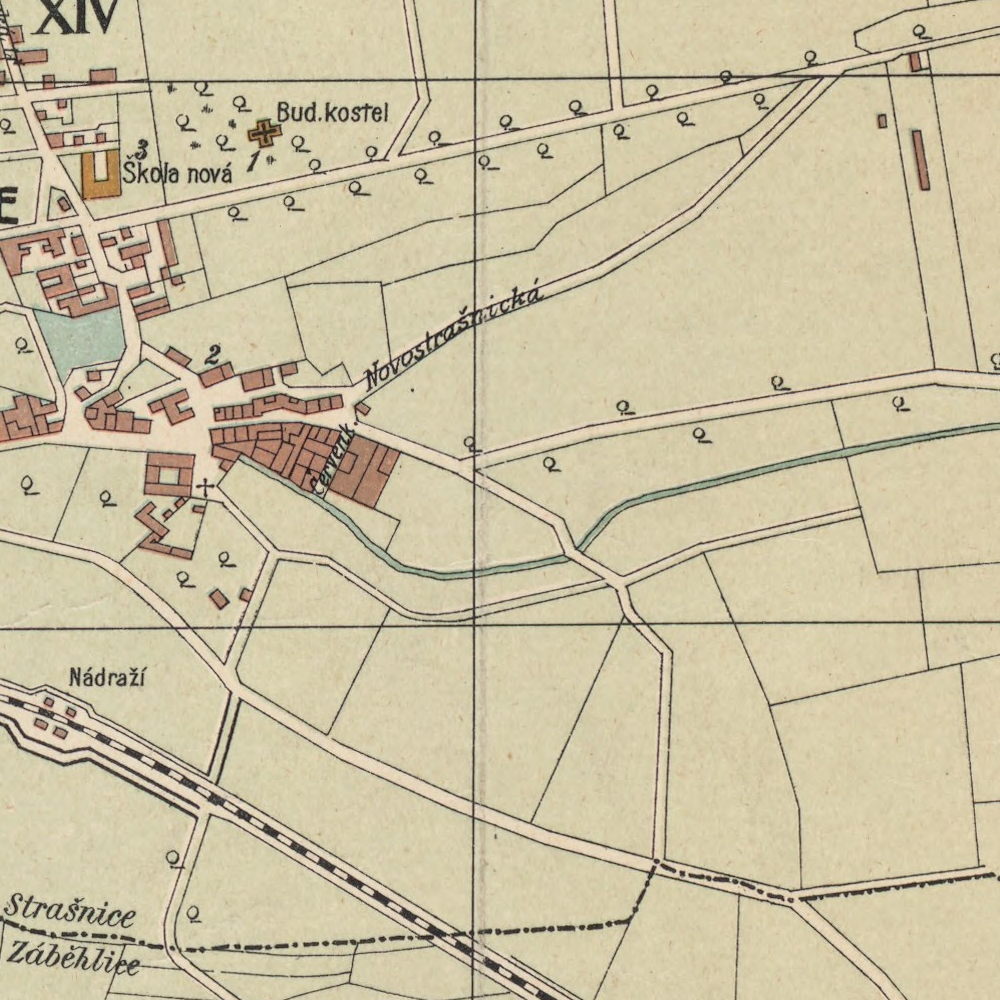 XIV
Bud. kostel
3
1
Škola nová
E
Novostrašnická
2
Červenk
Nádraží
Strašnice
Záběhlice